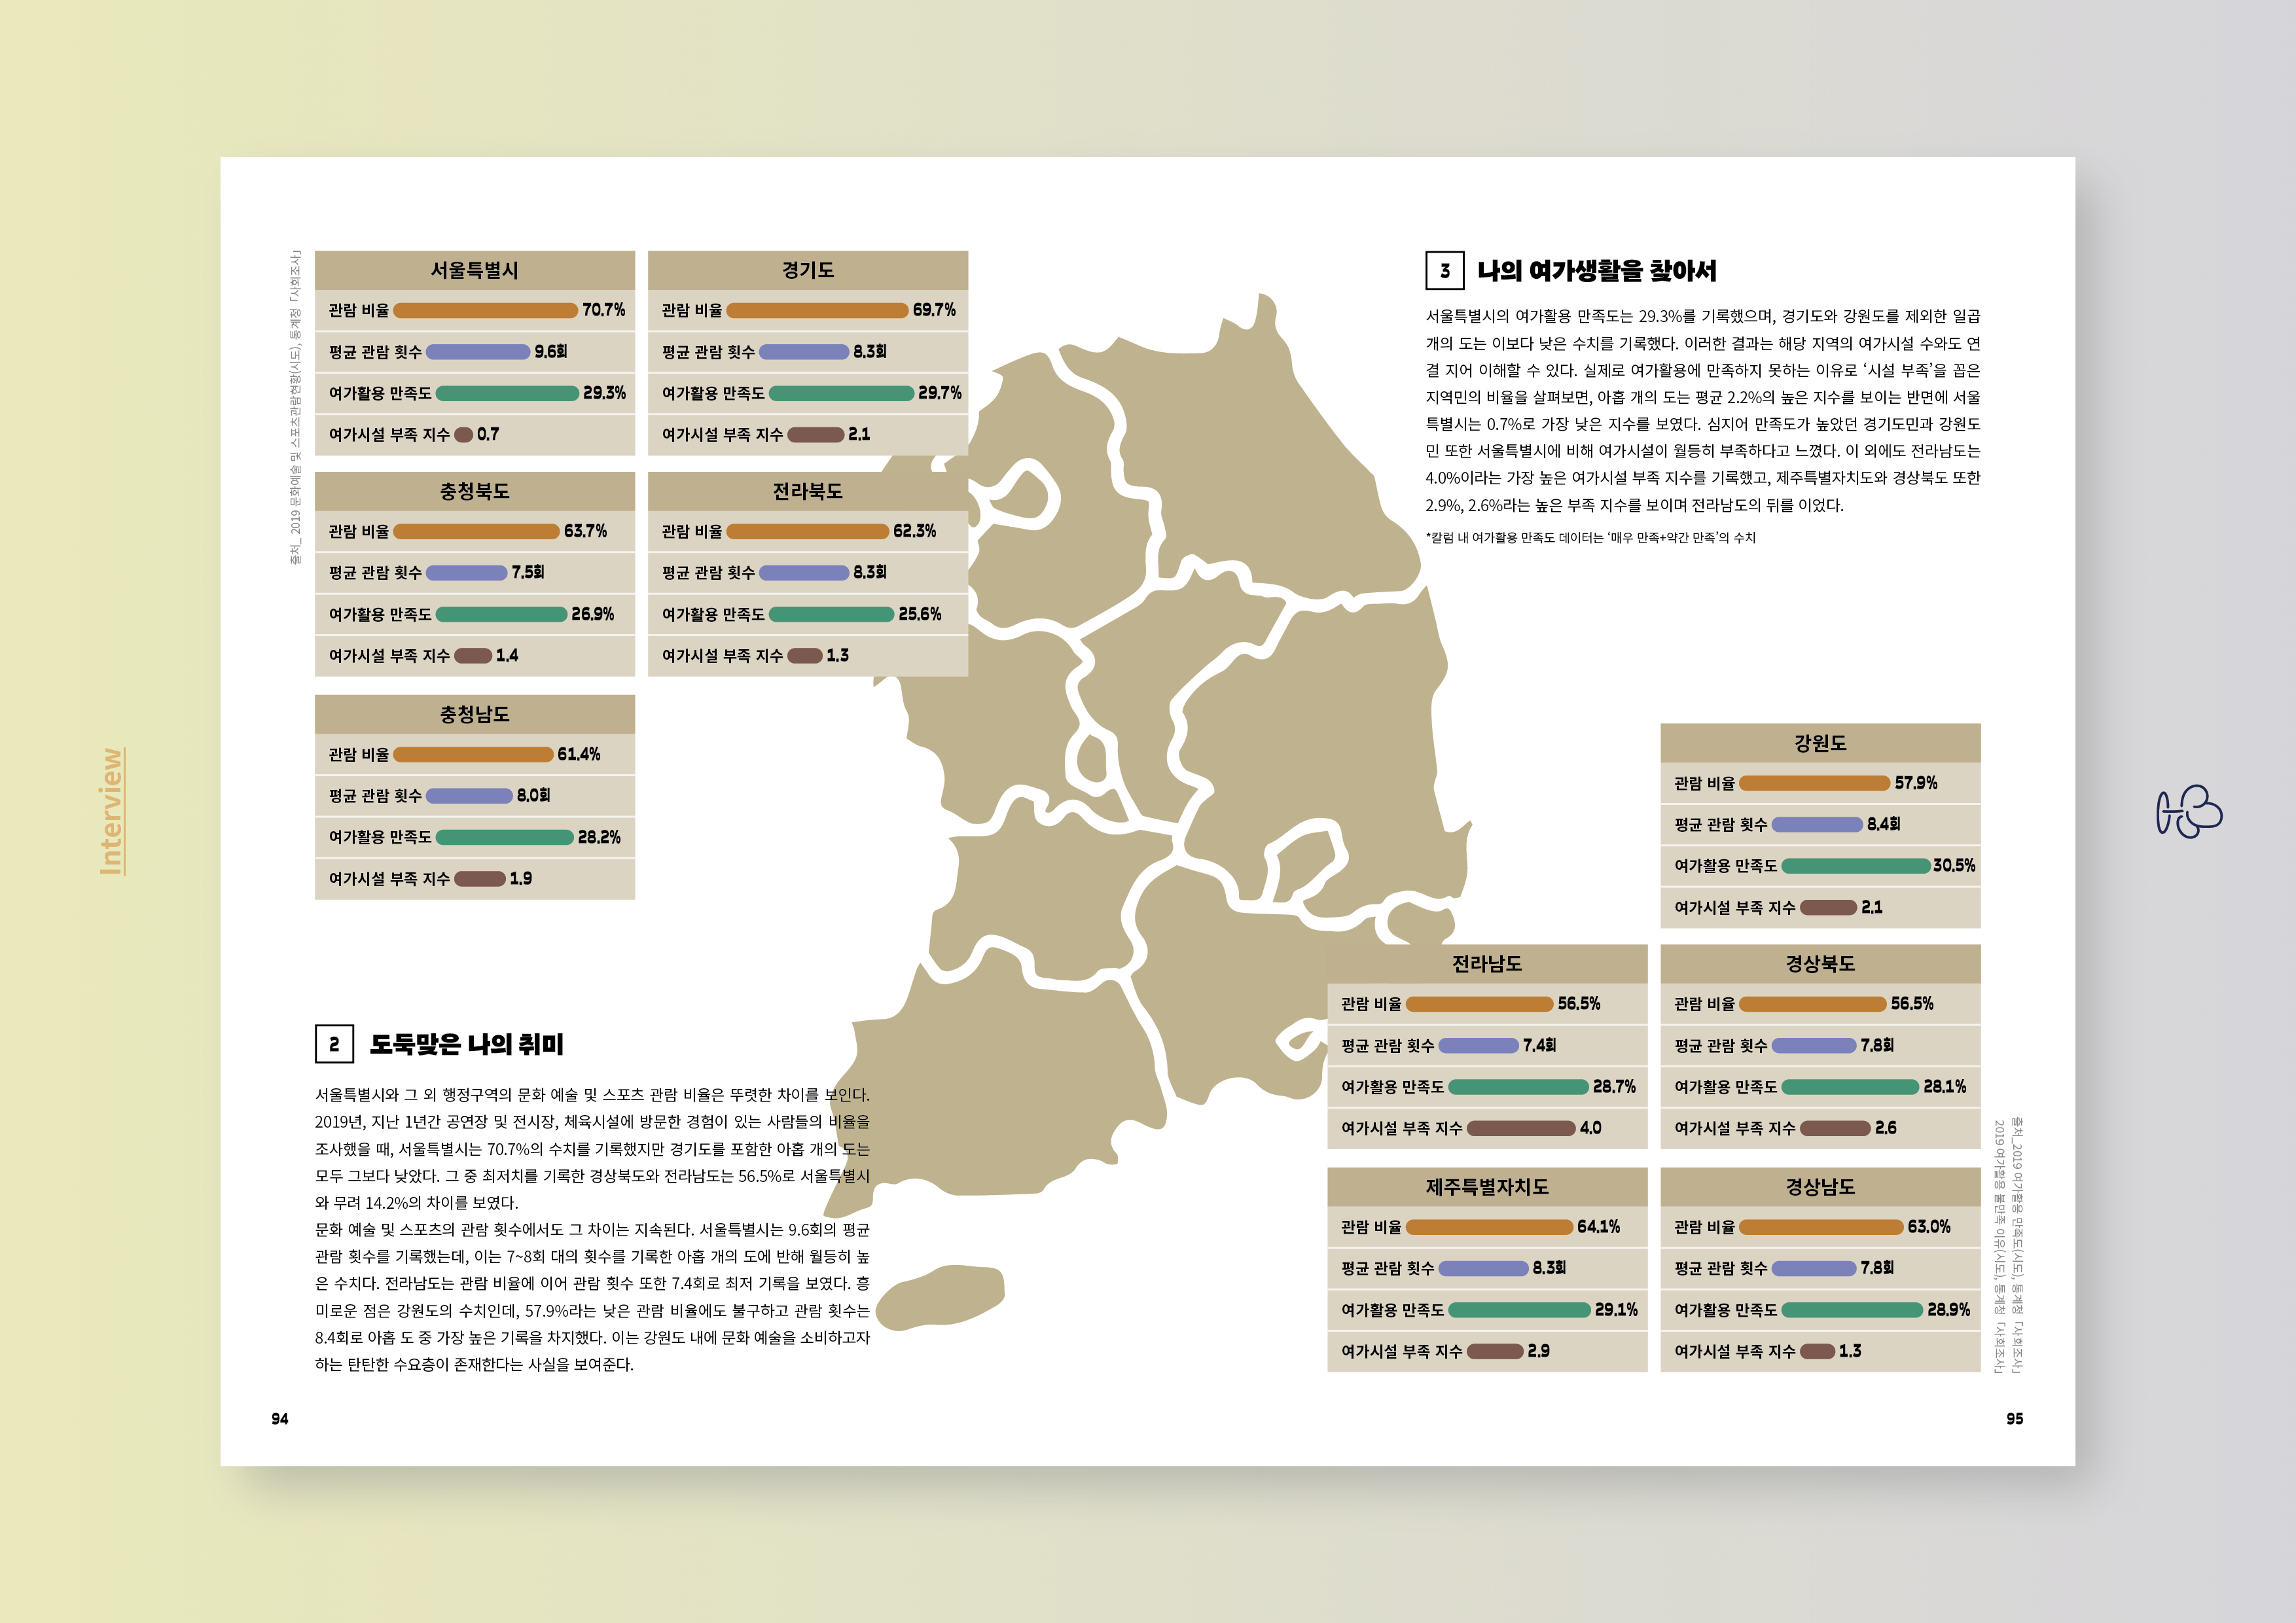 Interview
출처_ 2019 문화예술 및 스포츠관람현황(시도), 통계청 「사회조사」
서울특별시
관람 비율 70.7%
평균 관람 횟수 9.6회
여가활용 만족도 29.3%
여가시설 부족 지수 0.7
경기도
관람 비율 69.7%
평균 관람 횟수 8.3회
여가활용 만족도 29.7%
여가시설 부족 지수 2.1
충청북도
관람 비율 63.7%
평균 관람 횟수 7.5회
여가활용 만족도 26.9%
여가시설 부족 지수 1.4
전라북도
관람 비율 62.3%
평균 관람 횟수 8.3회
여가활용 만족도 25.6%
여가시설 부족 지수 1.3
충청남도
관람 비율 61.4%
평균 관람 횟수 8.0회
여가활용 만족도 28.2%
여가시설 부족 지수 1.9
2 도둑맞은 나의 취미
서울특별시와 그 외 행정구역의 문화 예술 및 스포츠 관람 비율은 뚜렷한 차이를 보인다.
2019년, 지난 1년간 공연장 및 전시장, 체육시설에 방문한 경험이 있는 사람들의 비율을
조사했을 때, 서울특별시는 70.7%의 수치를 기록했지만 경기도를 포함한 아홉 개의 도는
모두 그보다 낮았다. 그 중 최저치를 기록한 경상북도와 전라남도는 56.5%로 서울특별시
와 무려 14.2%의 차이를 보였다.
문화 예술 및 스포츠의 관람 횟수에서도 그 차이는 지속된다. 서울특별시는 9.6회의 평균
관람 횟수를 기록했는데, 이는 7~8회 대의 횟수를 기록한 아홉 개의 도에 반해 월등히 높
은 수치다. 전라남도는 관람 비율에 이어 관람 횟수 또한 7.4회로 최저 기록을 보였다. 흥
미로운 점은 강원도의 수치인데, 57.9%라는 낮은 관람 비율에도 불구하고 관람 횟수는
8.4회로 아홉 도 중 가장 높은 기록을 차지했다. 이는 강원도 내에 문화 예술을 소비하고자
하는 탄탄한 수요층이 존재한다는 사실을 보여준다.
94
3 나의 여가생활을 찾아서
서울특별시의 여가활용 만족도는 29.3%를 기록했으며, 경기도와 강원도를 제외한 일곱
개의 도는 이보다 낮은 수치를 기록했다. 이러한 결과는 해당 지역의 여가시설 수와도 연
결 지어 이해할 수 있다. 실제로 여가활용에 만족하지 못하는 이유로 ‘시설 부족’을 꼽은
지역민의 비율을 살펴보면, 아홉 개의 도는 평균 2.2%의 높은 지수를 보이는 반면에 서울
특별시는 0.7%로 가장 낮은 지수를 보였다. 심지어 만족도가 높았던 경기도민과 강원도
민 또한 서울특별시에 비해 여가시설이 월등히 부족하다고 느꼈다. 이 외에도 전라남도는
4.0%이라는 가장 높은 여가시설 부족 지수를 기록했고, 제주특별자치도와 경상북도 또한
2.9%, 2.6%라는 높은 부족 지수를 보이며 전라남도의 뒤를 이었다.
*칼럼 내 여가활용 만족도 데이터는 ‘매우 만족+약간 만족’의 수치
강원도
관람 비율 57.9%
평균 관람 횟수 8.4회
여가활용 만족도 30.5%
여가시설 부족 지수 2.1
전라남도
관람 비율 56.5%
평균 관람 횟수 7.4회
여가활용 만족도 28.7%
여가시설 부족 지수 4.0
경상북도
관람 비율 56.5%
평균 관람 횟수 7.8회
여가활용 만족도 28.1%
여가시설 부족 지수 2.6
제주특별자치도
관람 비율 64.1%
평균 관람 횟수 8.3회
여가활용 만족도 29.1%
여가시설 부족 지수 2.9
경상남도
관람 비율 63.0%
평균 관람 횟수 7.8회
여가활용 만족도 28.9%
여가시설 부족 지수 1.3
출처_2019 여가활용 만족도(시도), 통계청 「사회조사」
2019 여가활용 불만족 이유(시도), 통계청 「사회조사」
95